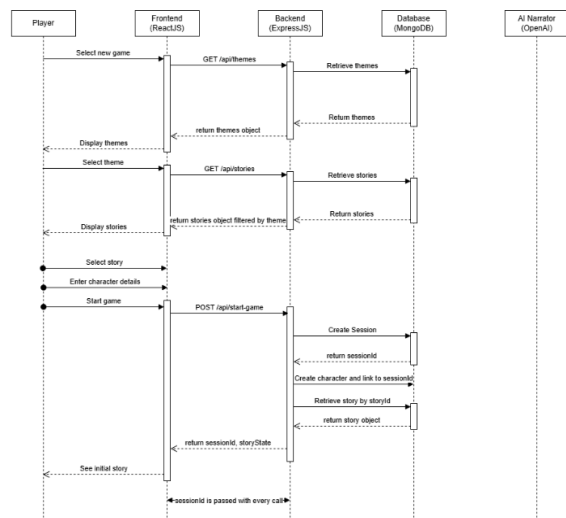 Player
Frontend
(ReactJS)
Backend
(ExpressJS)
Database
(MongoDB)
AI Narrator
(OpenAI)
Select new game
GET /api/themes
Retrieve themes
Return themes
return themes object
Display themes
Select theme
GET /api/stories
Retrieve stories
Return stories
return stories object filtered by theme
Display stories
Select story
Enter character details
Start game
POST /api/start-game
Create Session
return sessionId
Create character and link to sessionId
Retrieve story by storyId
return story object
return sessionId, storyState
See initial story
sessionId is passed with every call